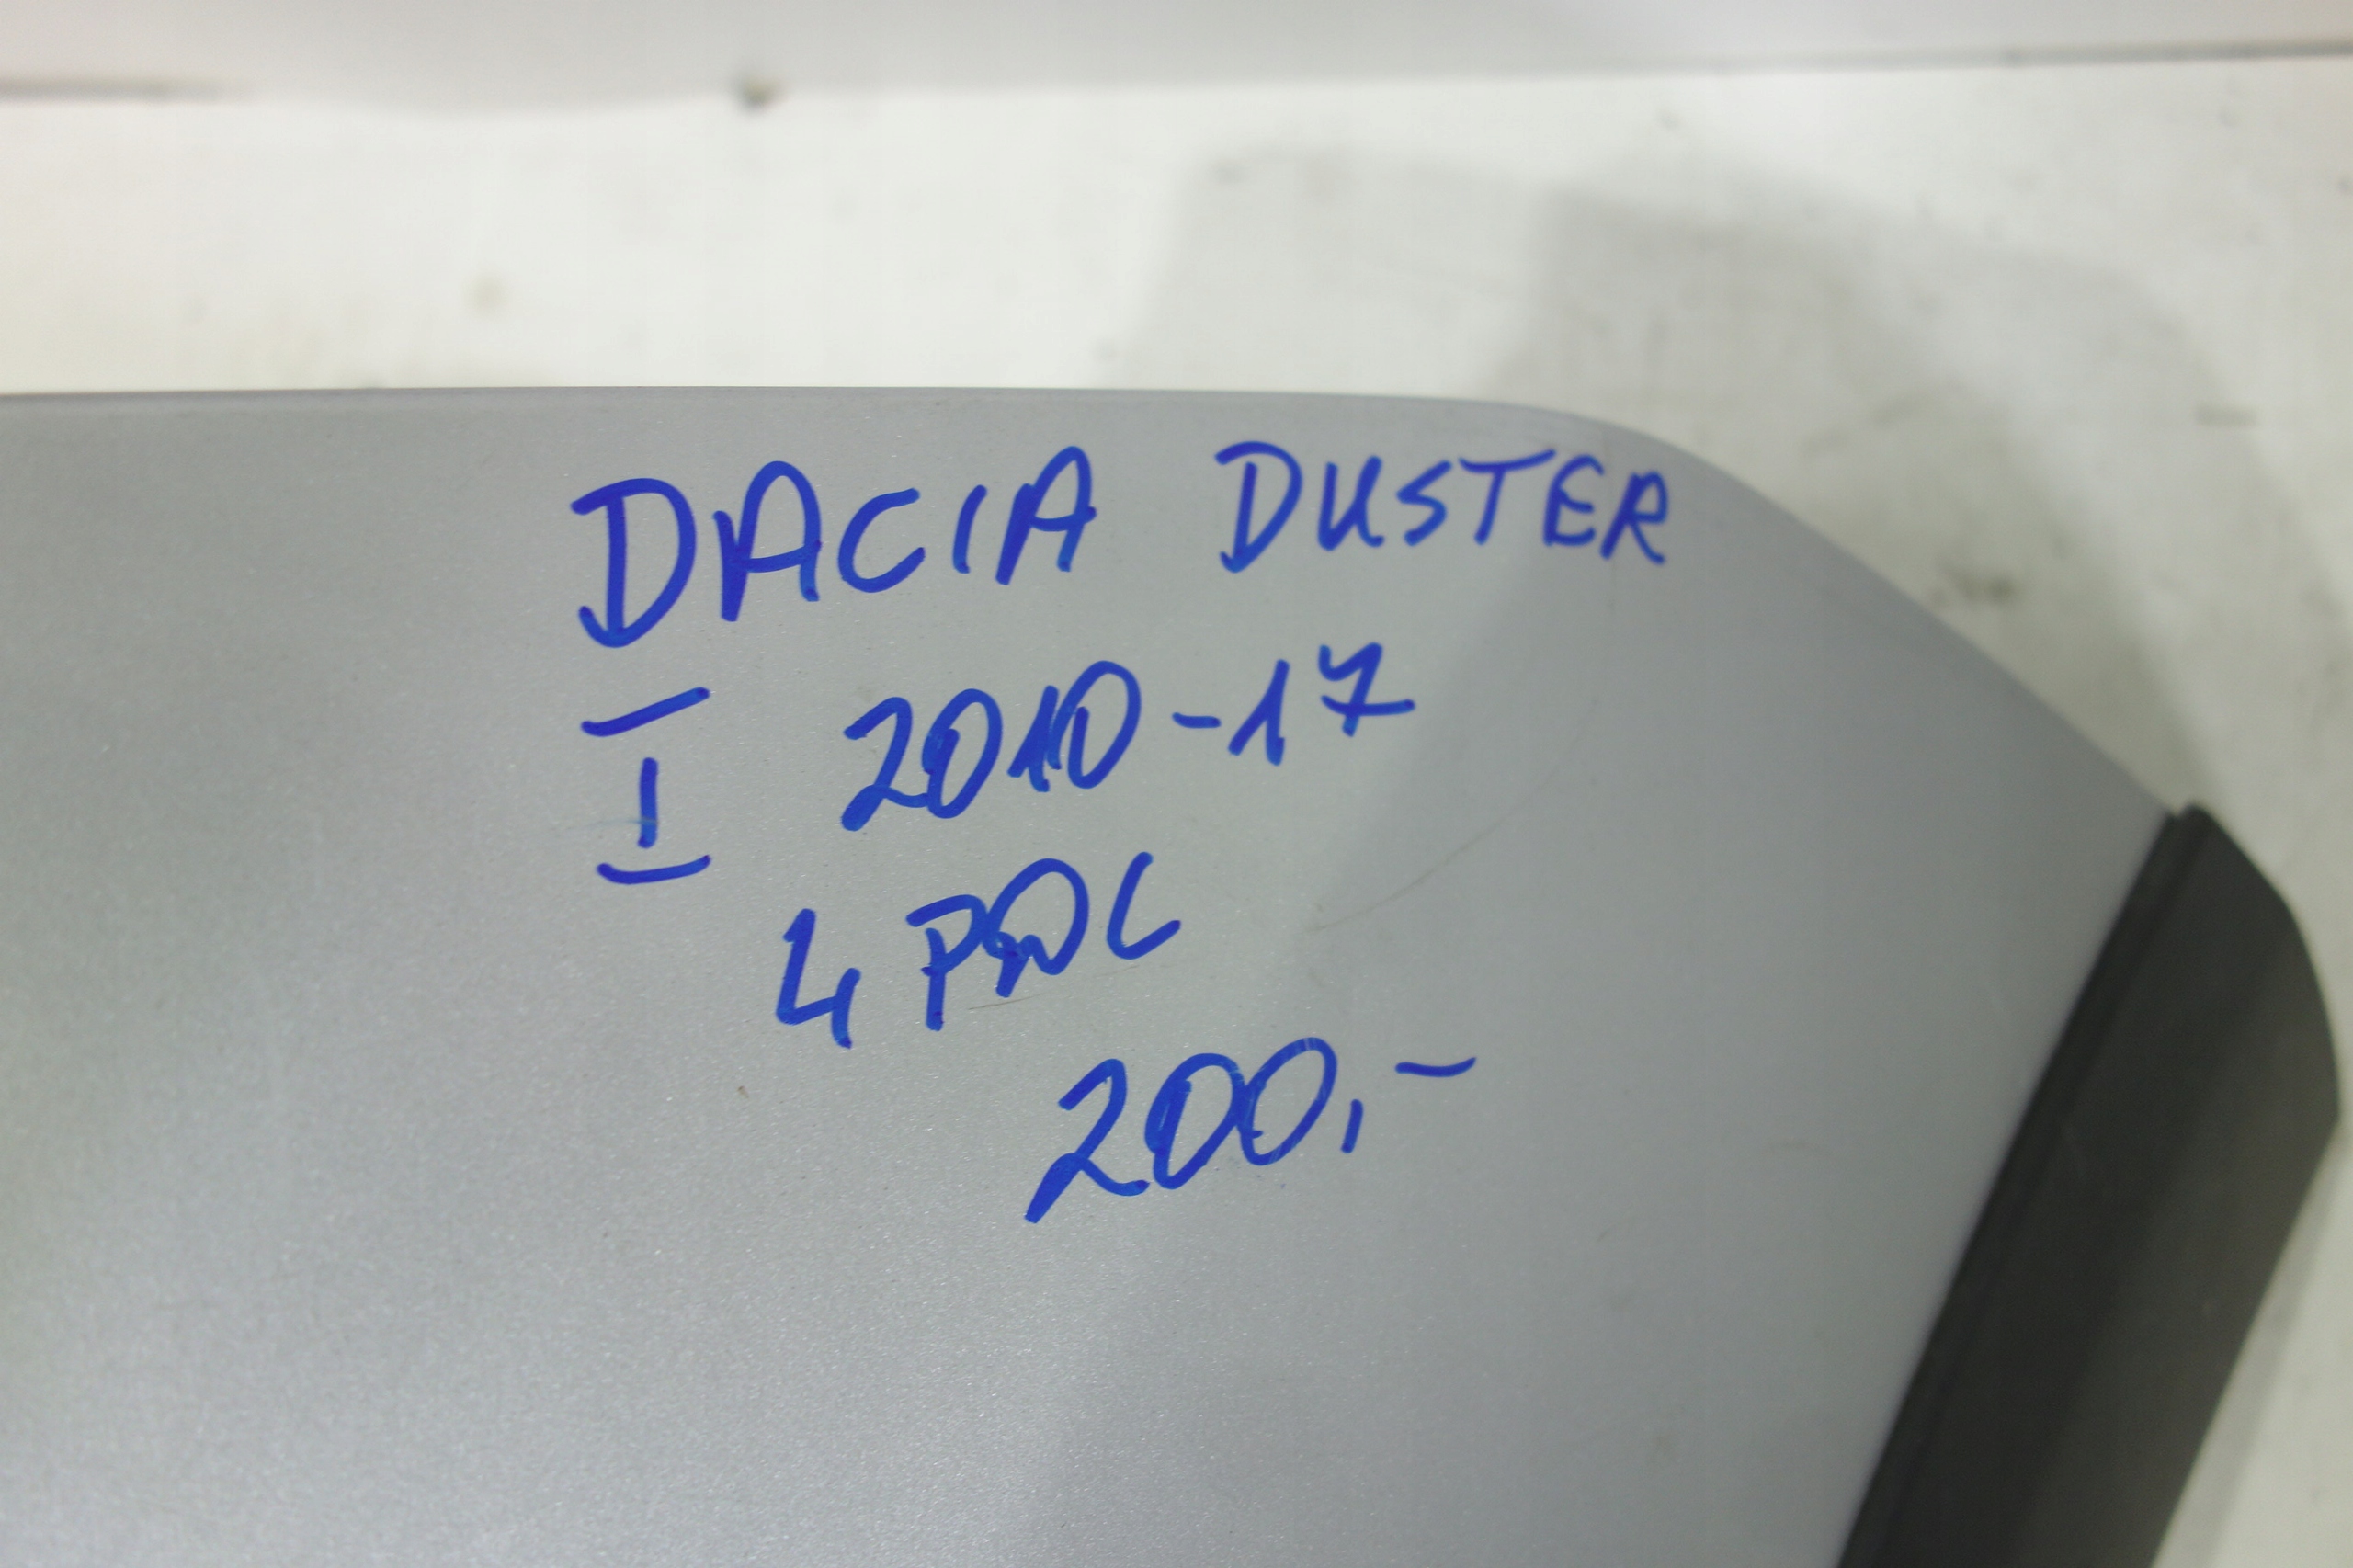 DACIA DUSTER
I 2010-17
4 PDC
200,-